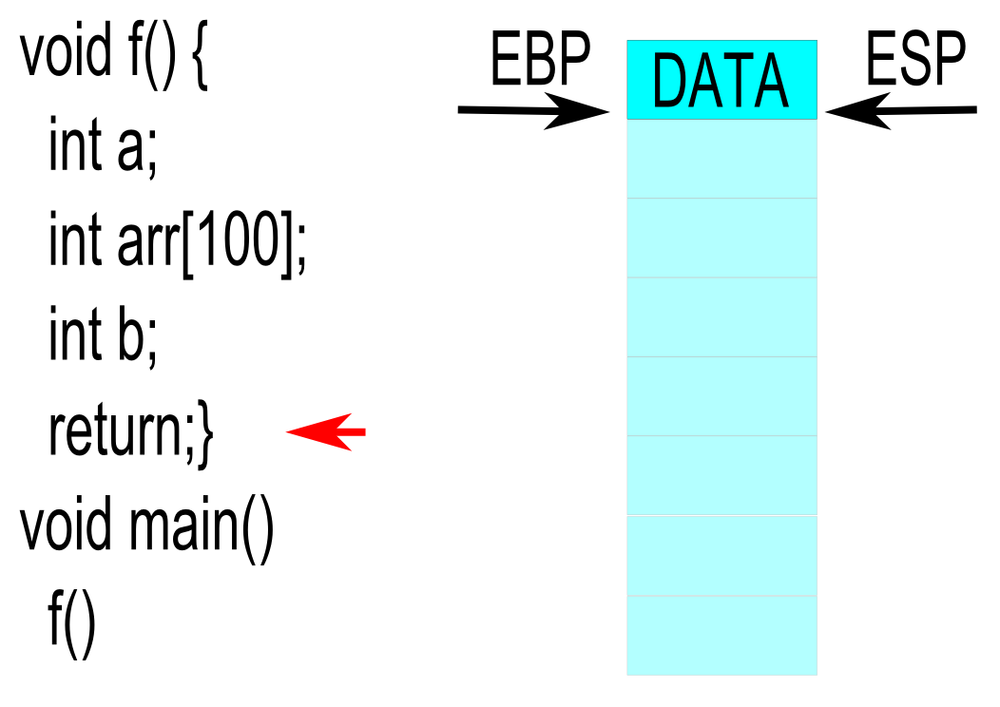 void f() {
int a;
int arr[100];
int b;
return;}
void main()
f()
EBP
DATA
ESP